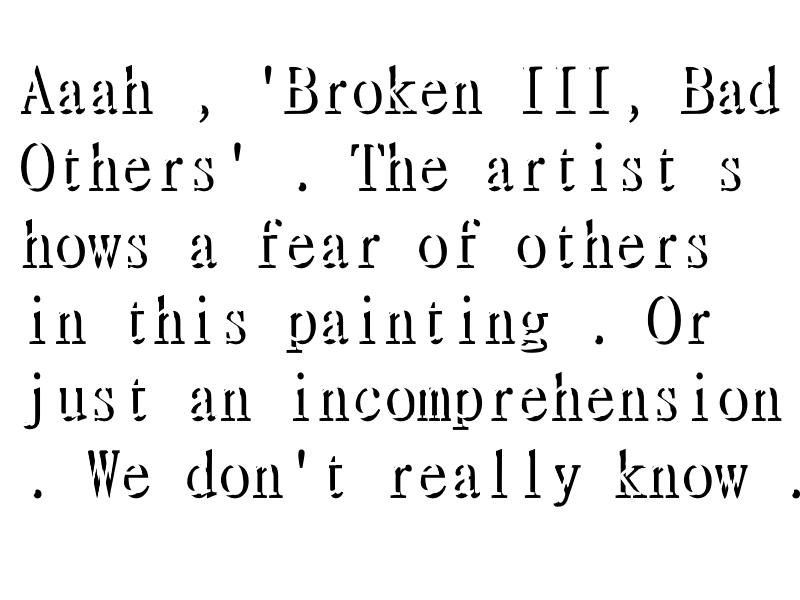 Aaah , 'Broken III, Bad
Others' . The artist s
hows a fear of others
in this painting . Or
just an incomprehension
. We don't really know .